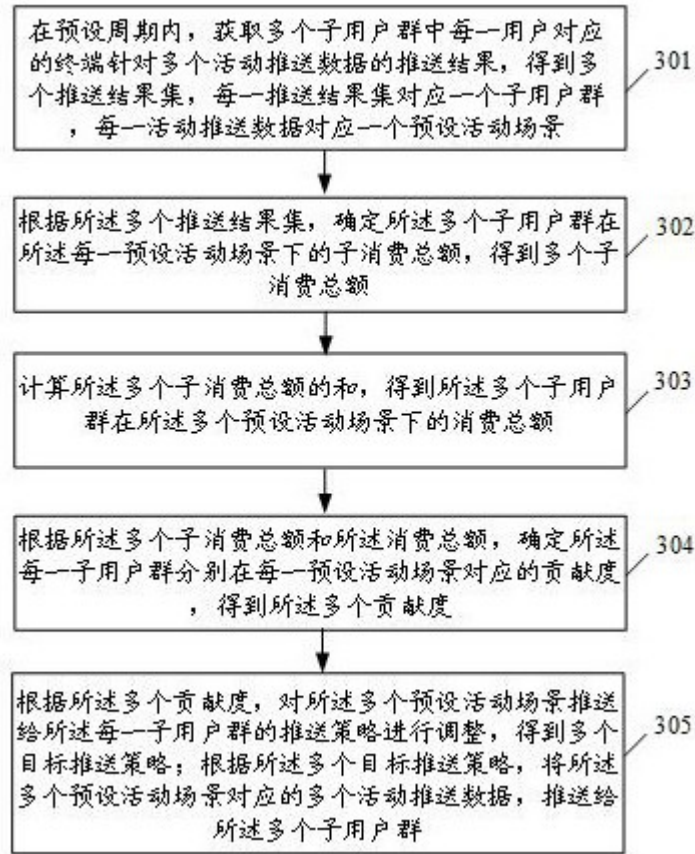 在预设周期内，获取多个子用户群中每一用户对应
的终端针对多个活动推送数据的推送结果，得到多
个推送结果集，每一推送结果集对应一个子用户群
，每一活动推送数据对应一个预设活动场景
301
根据所述多个推送结果集，确定所述多个子用户群在
所述每一预设活动场景下的子消费总额，得到多个子
消费总额
302
计算所述多个子消费总额的和，得到所述多个子用户
群在所述多个预设活动场景下的消费总额
303
根据所述多个子消费总额和所述消费总额，确定所述
每一子用户群分别在每一预设活动场景对应的贡献度
，得到所述多个贡献度
304
根据所述多个贡献度，对所述多个预设活动场景推送
给所述每一子用户群的推送策略进行调整，得到多个
目标推送策略；根据所述多个目标推送策略，将所述
多个预设活动场景对应的多个活动推送数据，推送给
所述多个子用户群
305